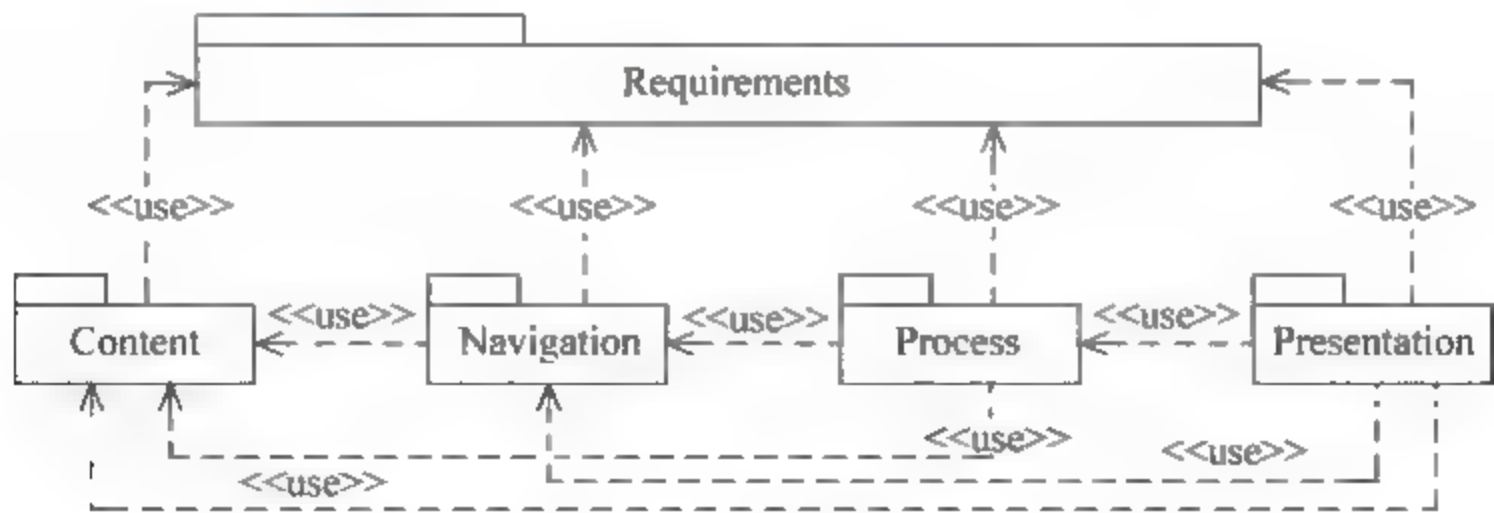 Requirements
<<use>> <<use>> <<use>> <<use>>
<<use>> <<use>> <<use>>
Content Navigation Process Presentation
<<use>>
<<use>>
<<use>>